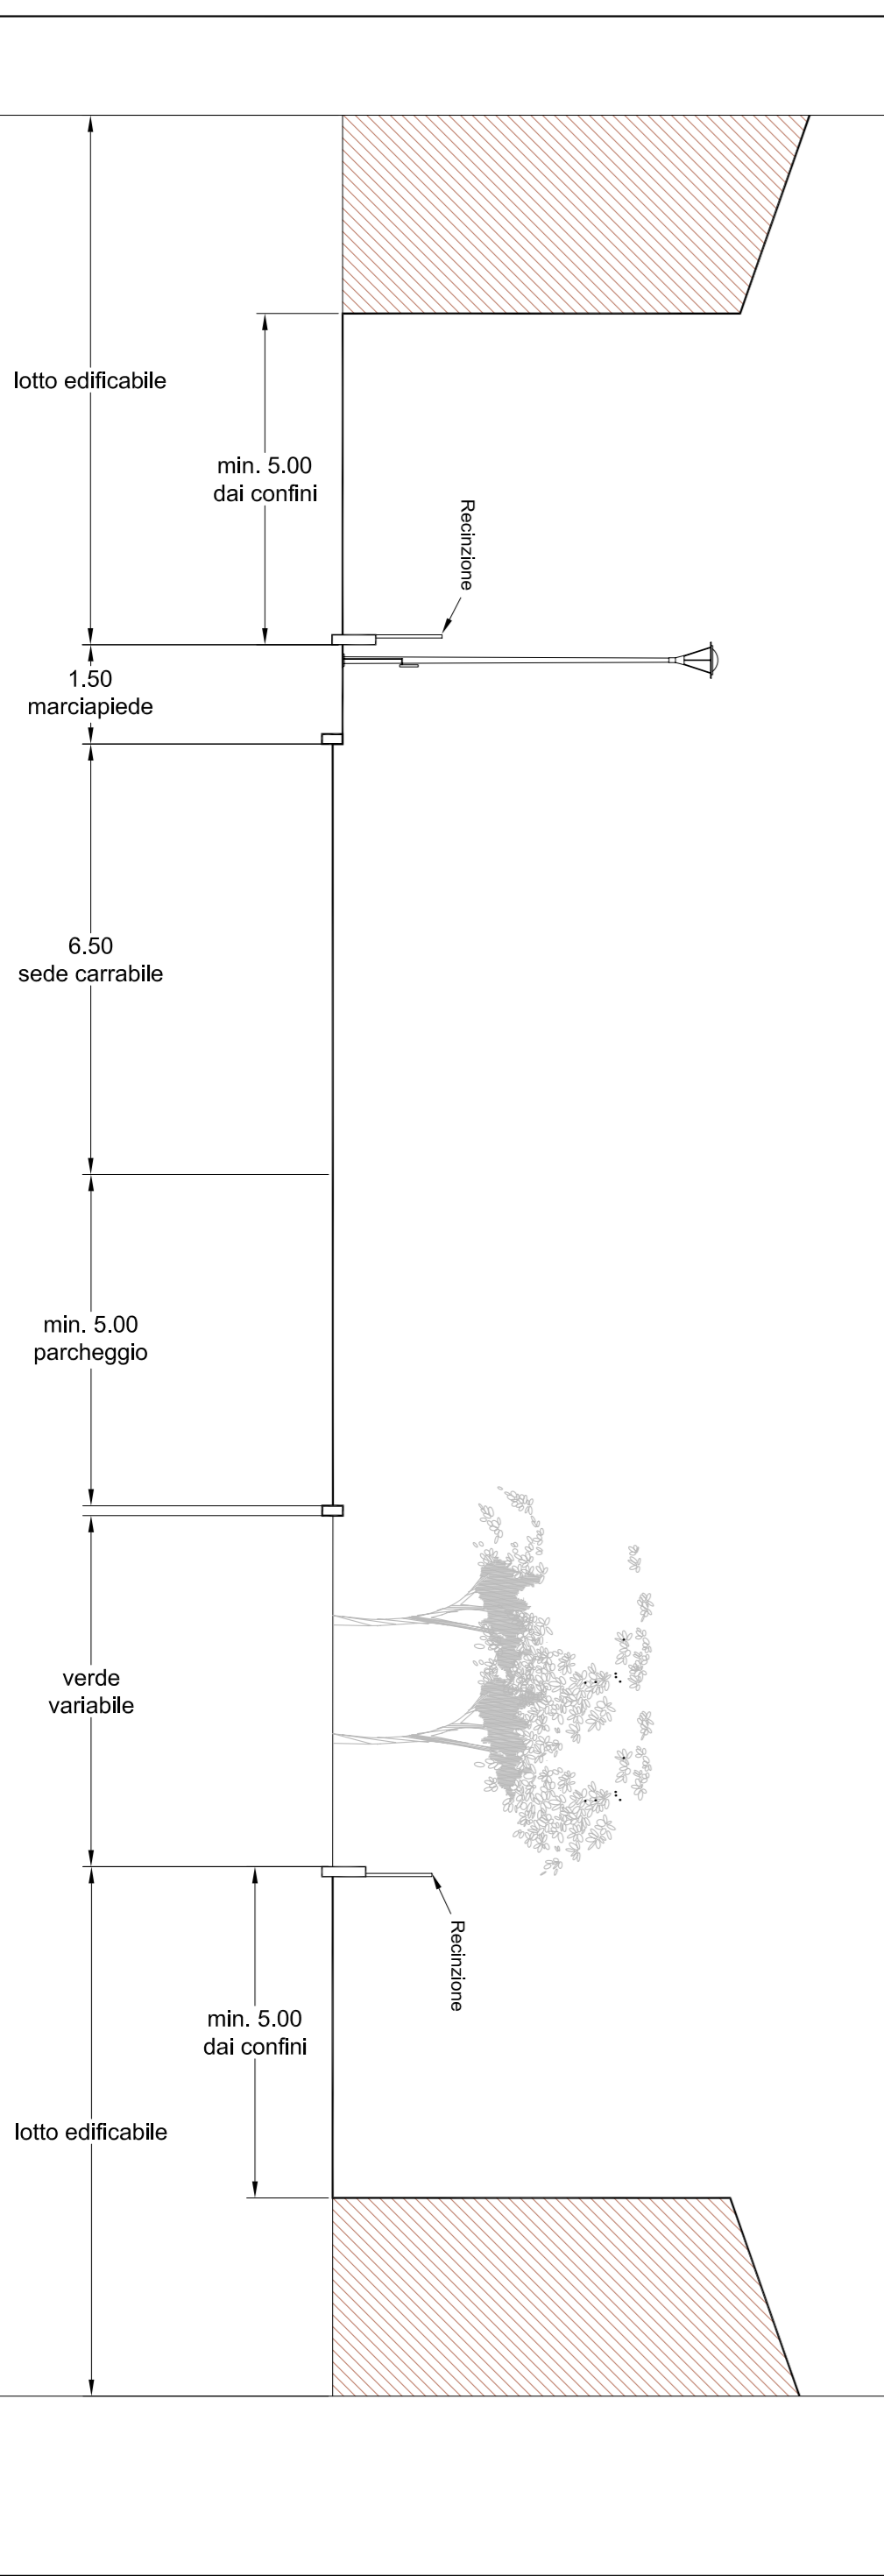 lotto edificabile
min. 5.00
dai confini
Recinzione
1.50
marciapiede
6.50
sede carrabile
min. 5.00
parcheggio
verde
variabile
Recinzione
min. 5.00
dai confini
lotto edificabile